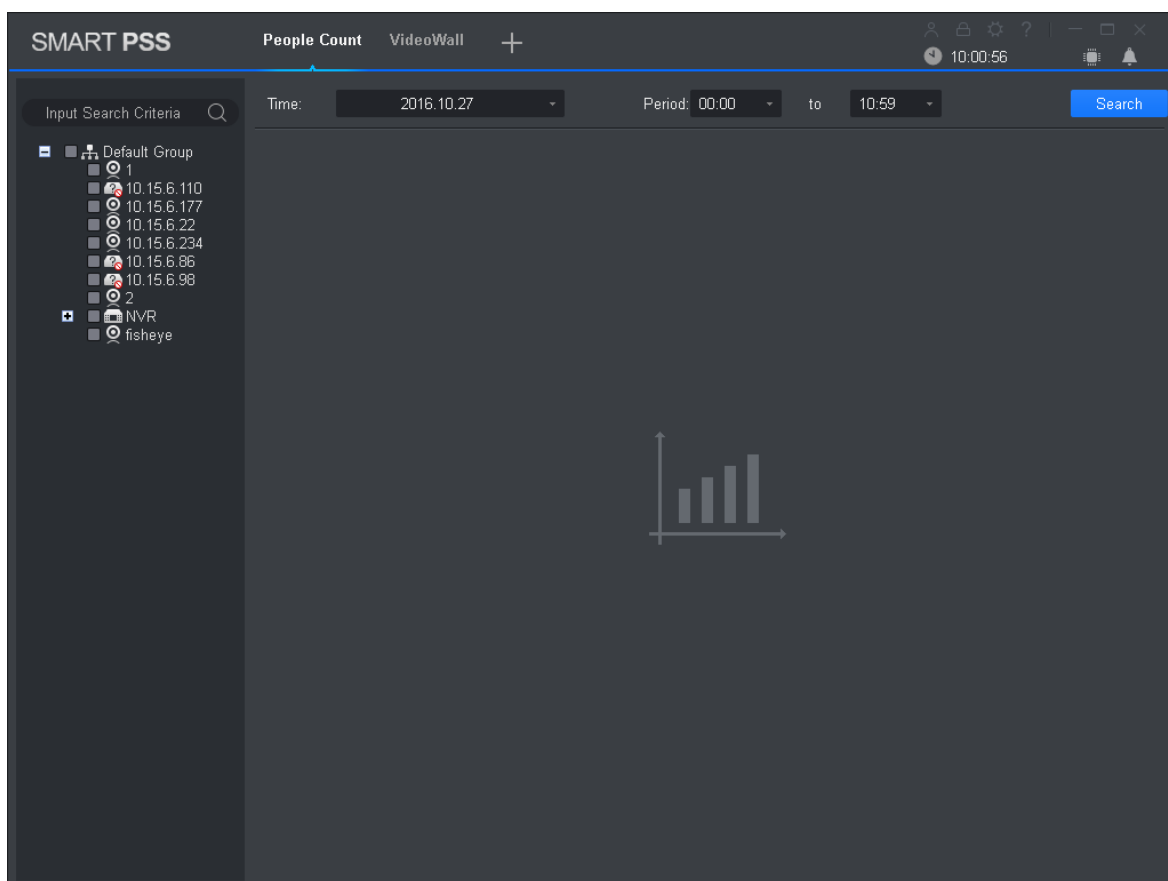 SMART PSS People Count VideoWall ?
10:00:56
Input Search Criteria Time: 2016.10.27 Period: 00:00 to 10:59 Search
Default Group
1
10.15.6.110
10.15.6.177
10.15.6.22
10.15.6.234
10.15.6.86
10.15.6.98
2
NVR
fisheye